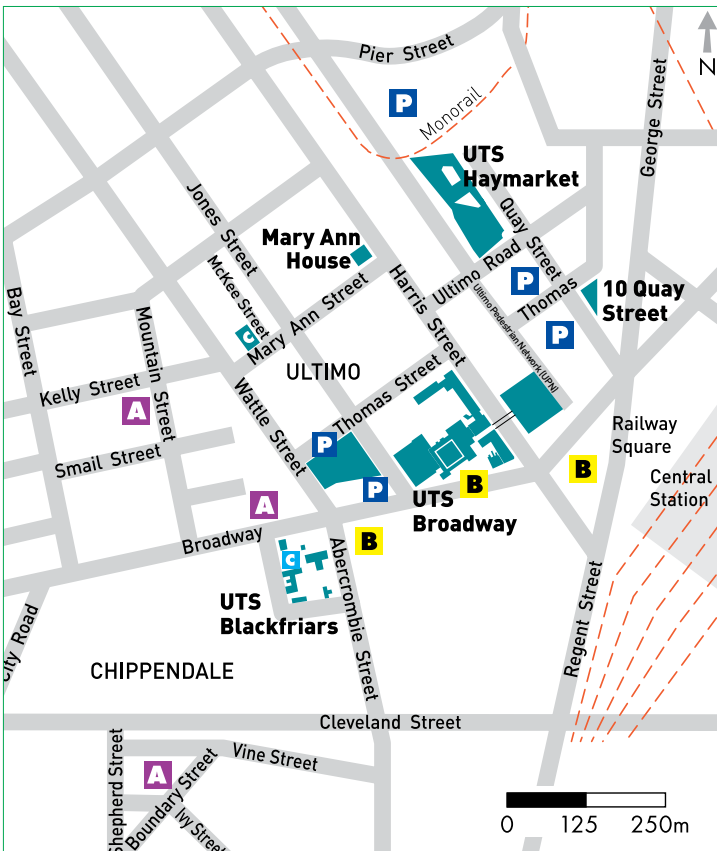 Pier Street
N
George Street
P
Monorail
UTS
Haymarket
Jones Street
Quay Street
Mary Ann
House
McKee Street
Harris Street
Ultimo Road
P
Thomas
10 Quay
Street
Bay Street
Mountain Street
C
Mary Ann Street
Ultimo Pedestrian Network (UPN)
P
ULTIMO
Kelly Street
A
Wattle Street
Thomas Street
P
Railway
Square
Smail Street
B
Central
Station
P
B
UTS
Broadway
A
Broadway
B
C
Abercrombie Street
UTS
Blackfriars
City Road
Regent Street
CHIPPENDALE
Cleveland Street
Shepherd Street
Vine Street
A
Boundary Street
Ivy Street
0 125 250m